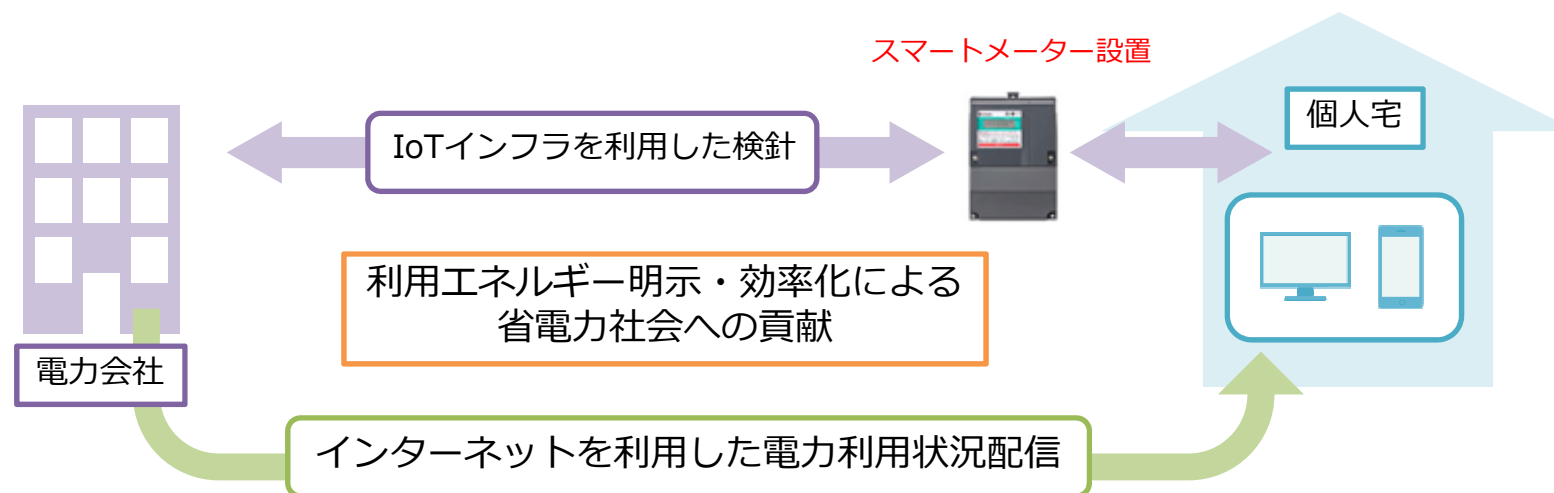 スマートメーター設置
個人宅
IoTインフラを利用した検針
利用エネルギー明示・効率化による
省電力社会への貢献
電力会社
インターネットを利用した電力利用状況配信